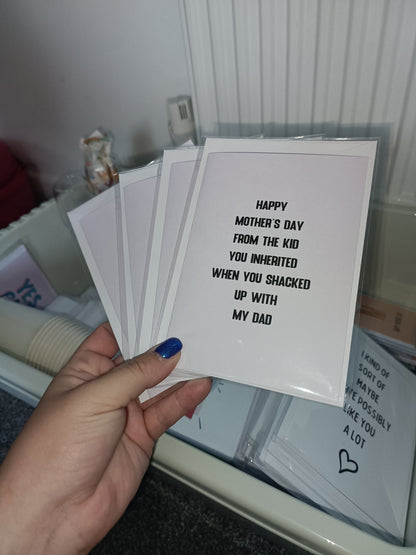 HAPPY
MOTHER'S DAY
FROM THE KID
YOU INHERITED
WHEN YOU SHACKED
UP WITH
MY DAD
YES
I KIND OF
SORT OF
MAYBE
POSSIBLY
LIKE YOU
A LOT